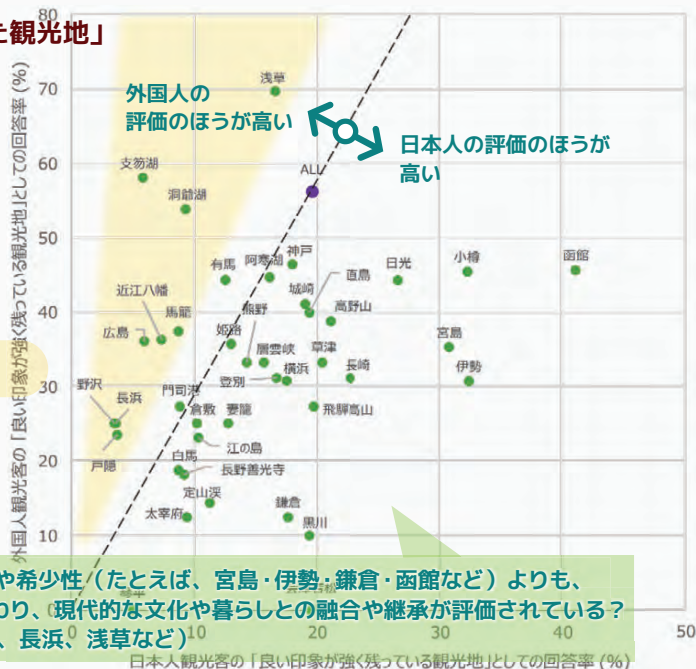 た観光地」
外国人観光客の「良い印象が強く残っている観光地」としての回答率(%)
80
70
60
50
40
30
20
10
0
外国人の
評価のほうが高い
日本人の評価のほうが
高い
浅草
ALL
支笏湖
洞爺湖
有馬
阿寒湖
神戸
日光
小樽
函館
直島
城崎
近江八幡
馬籠
熊野
高野山
広島
姫路
宮島
層雲峡
草津
登別
横浜
長崎
伊勢
野沢
長浜
門司港
倉敷
妻籠
飛騨高山
戸隠
江の島
白馬
長野善光寺
定山渓
太宰府
鎌倉
黒川
や希少性(たとえば、宮島・伊勢・鎌倉・函館など)よりも、
り、現代的な文化や暮らしとの融合や継承が評価されている?
、長浜、浅草など)
10
20
30
40
50
日本人観光客の「良い印象が強く残っている観光地」としての回答率(%)